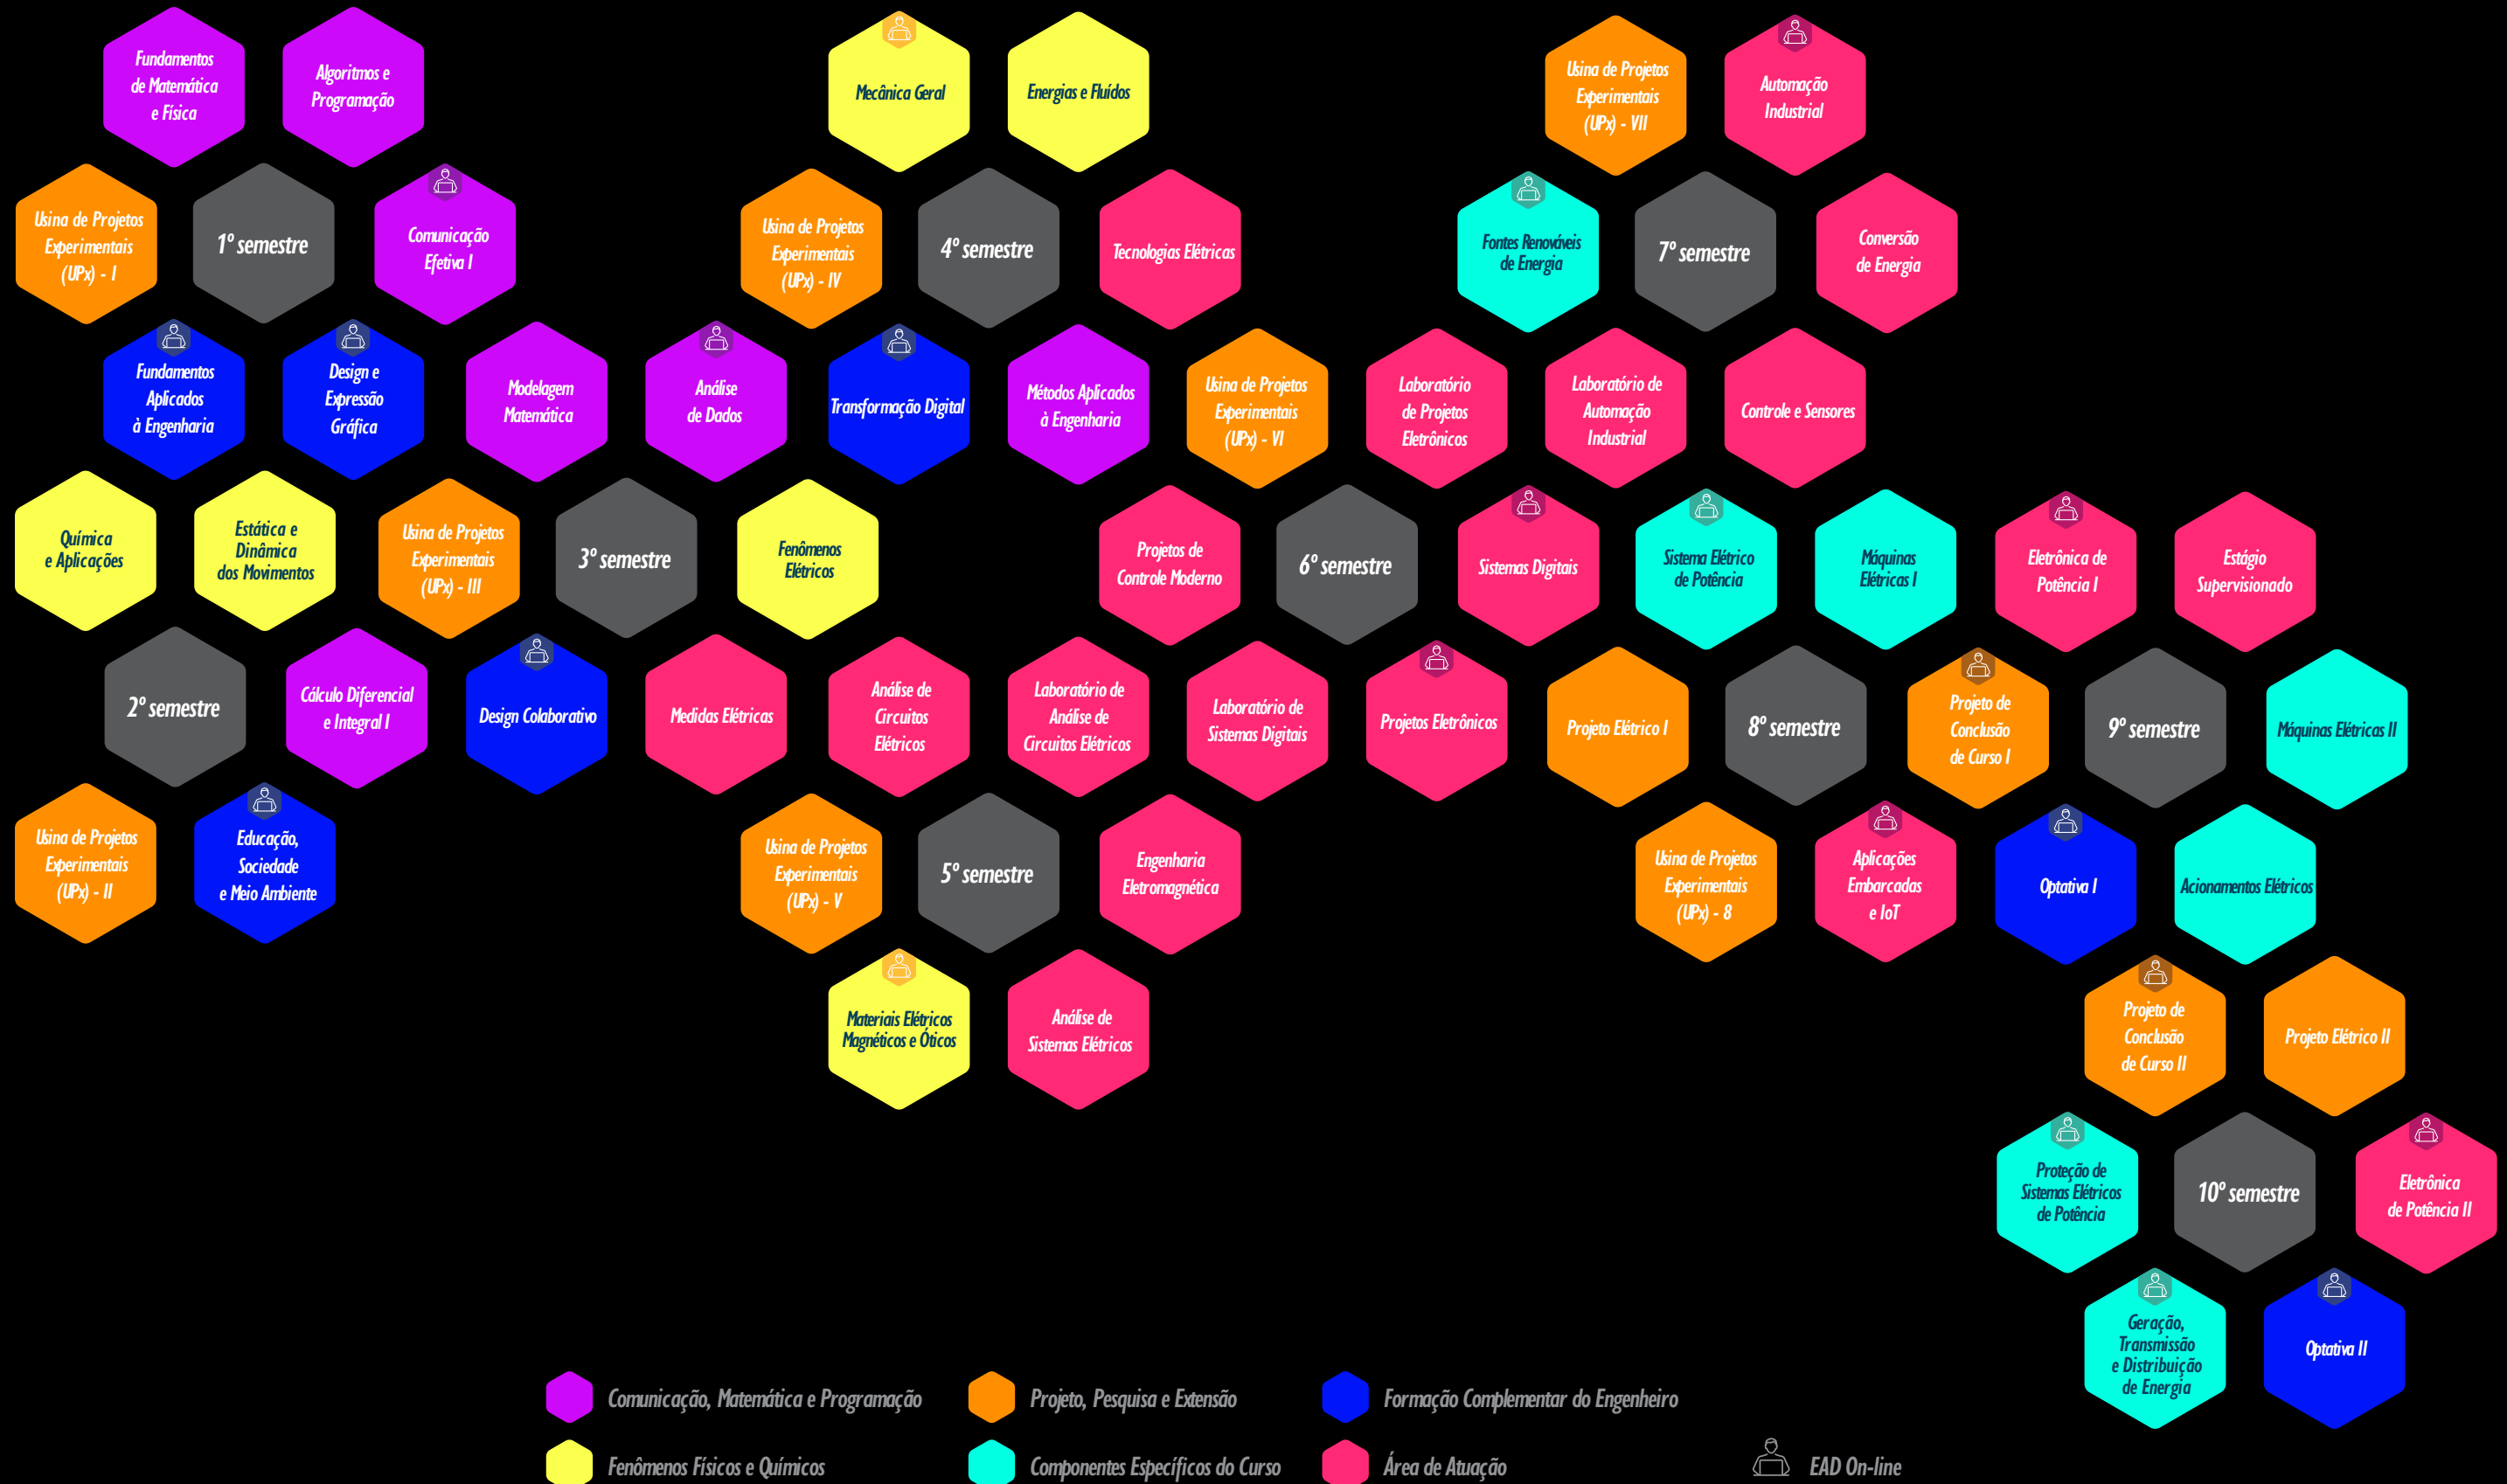 Fundamentos
de Matemática
e Física
Algoritmos e
Programação
Mecânica Geral
Energias e Fluídos
Usina de Projetos
Experimentais
(UPx) - VII
Automação
Industrial
Usina de Projetos
Experimentais
(UPx) - I
1º semestre
Comunicação
Efetiva I
Usina de Projetos
Experimentais
(UPx) - IV
4º semestre
Tecnologias Elétricas
Fontes Renováveis
de Energia
7º semestre
Conversão
de Energia
Fundamentos
Aplicados
à Engenharia
Design e
Expressão
Gráfica
Modelagem
Matemática
Análise
de Dados
Transformação Digital
Métodos Aplicados
à Engenharia
Usina de Projetos
Experimentais
(UPx) - VI
Laboratório
de Projetos
Eletrônicos
Laboratório de
Automação
Industrial
Controle e Sensores
Química
e Aplicações
Estática e
Dinâmica
dos Movimentos
Usina de Projetos
Experimentais
(UPx) - III
3º semestre
Fenômenos
Elétricos
Projetos de
Controle Moderno
6º semestre
Sistemas Digitais
Sistema Elétrico
de Potência
Máquinas
Elétricas I
Eletrônica de
Potência I
Estágio
Supervisionado
2º semestre
Cálculo Diferencial
e Integral I
Design Colaborativo
Medidas Elétricas
Análise de
Circuitos
Elétricos
Laboratório de
Análise de
Circuitos Elétricos
Laboratório de
Sistemas Digitais
Projetos Eletrônicos
Projeto Elétrico I
8º semestre
Projeto de
Conclusão
de Curso I
9º semestre
Máquinas Elétricas II
Usina de Projetos
Experimentais
(UPx) - II
Educação,
Sociedade
e Meio Ambiente
Usina de Projetos
Experimentais
(UPx) - V
5º semestre
Engenharia
Eletromagnética
Usina de Projetos
Experimentais
(UPx) - 8
Aplicações
Embarcadas
e IoT
Optativa I
Acionamentos Elétricos
Materiais Elétricos
Magnéticos e Óticos
Análise de
Sistemas Elétricos
Projeto de
Conclusão
de Curso II
Projeto Elétrico II
Proteção de
Sistemas Elétricos
de Potência
10º semestre
Eletrônica
de Potência II
Geração,
Transmissão
e Distribuição
de Energia
Optativa II
Comunicação, Matemática e Programação
Projeto, Pesquisa e Extensão
Formação Complementar do Engenheiro
Fenômenos Físicos e Químicos
Componentes Específicos do Curso
Área de Atuação
EAD On-line